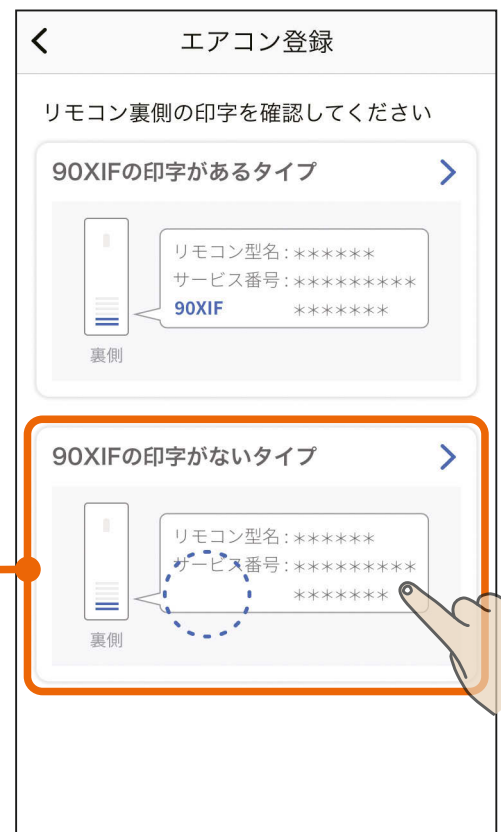 エアコン登録
リモコン裏側の印字を確認してください
90XIFの印字があるタイプ
リモコン型名:******
サービス番号:*********
90XIF *******
裏側
90XIFの印字がないタイプ
リモコン型名:******
サービス番号:*********
*******
裏側